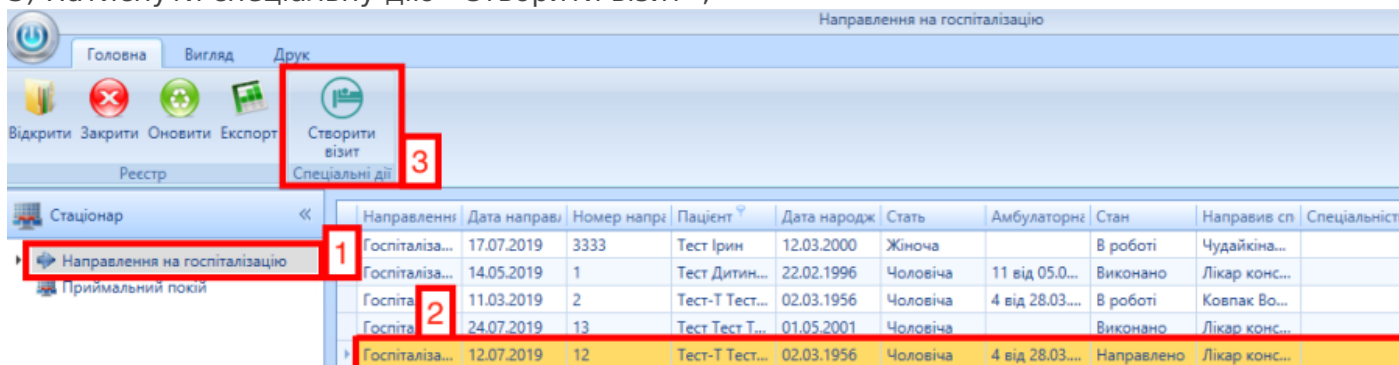 Направлення на госпіталізацію
Головна Вигляд Друк
Відкрити Закрити Оновити Експорт Створити візит
Реєстр Спеціальні дії
3
Стаціонар «
Направлення на госпіталізацію
1
Приймальний покій
Направленн Дата направ Номер напра Пацієнт Дата народж Стать Амбулаторна Стан Направив сп Спеціальніст
Госпіталіза... 17.07.2019 3333 Тест Ірин 12.03.2000 Жіноча В роботі Чудайкіна...
Госпіталіза... 14.05.2019 1 Тест Дитин... 22.02.1996 Чоловіча 11 від 05.0... Виконано Лікар конс...
Госпіта 11.03.2019 2 Тест-Т Тест... 02.03.1956 Чоловіча 4 від 28.03.... В роботі Ковпак Во...
2
Госпіта 24.07.2019 13 Тест Тест Т... 01.05.2001 Чоловіча Виконано Лікар конс...
Госпіталіза... 12.07.2019 12 Тест-Т Тест... 02.03.1956 Чоловіча 4 від 28.03.... Направлено Лікар конс...